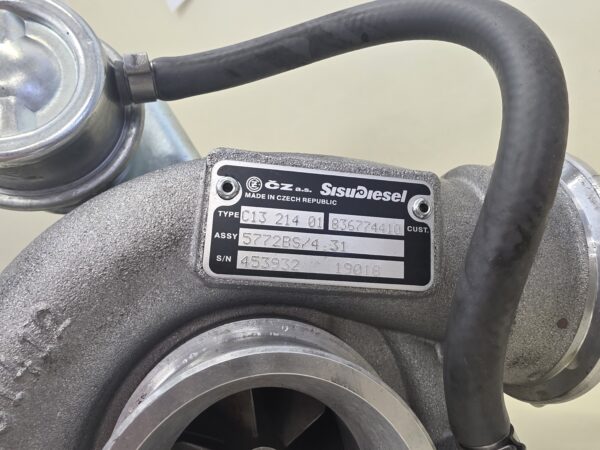 ČZ a.s. SISUDIESEL
MADE IN CZECH REPUBLIC
TYPE C13 214 01 836774410 CUST.
ASSY 5772BS/4.31
S/N 453932 * 19018